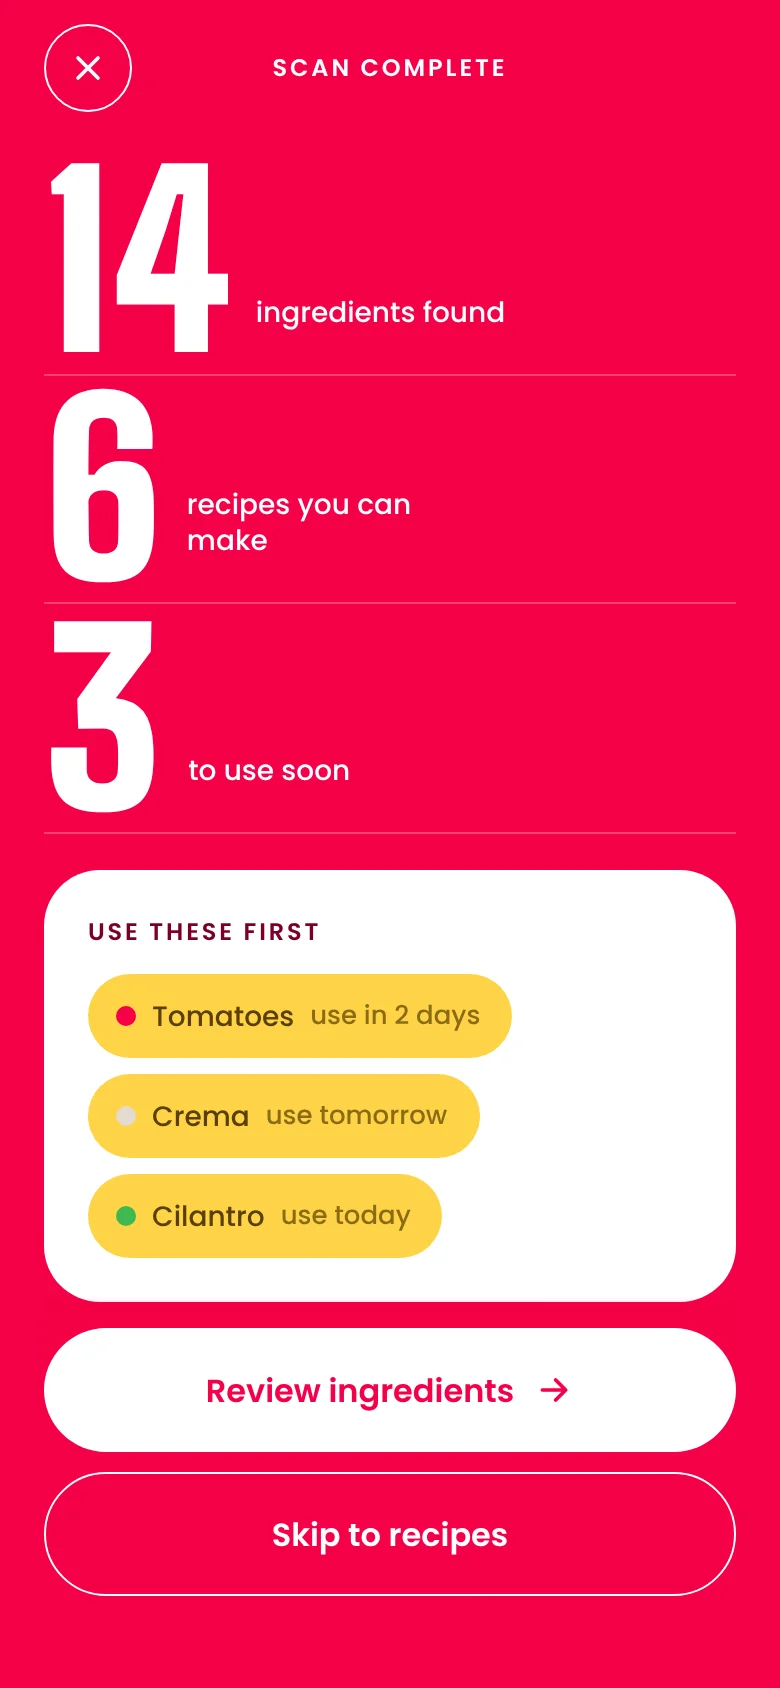 SCAN COMPLETE
14 ingredients found
6 recipes you can
make
3 to use soon
USE THESE FIRST
Tomatoes use in 2 days
Crema use tomorrow
Cilantro use today
Review ingredients →
Skip to recipes